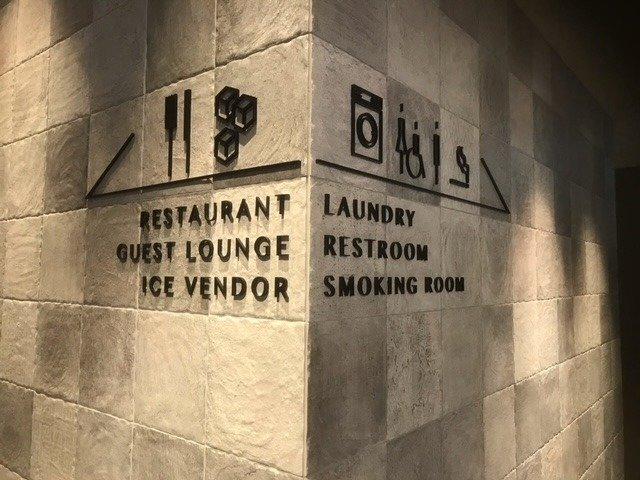 RESTAURANT
GUEST LOUNGE
ICE VENDOR
LAUNDRY
RESTROOM
SMOKING ROOM